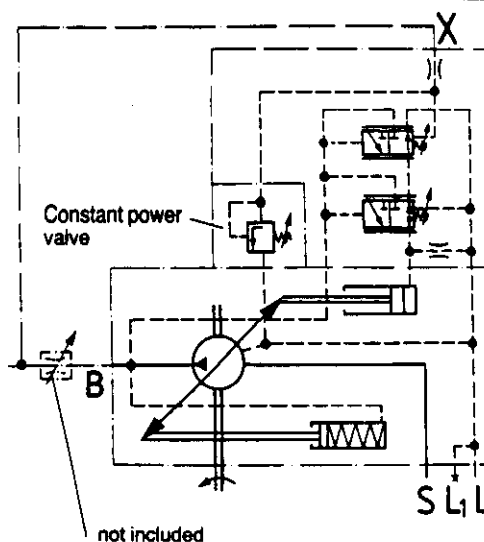 X
Constant power
valve
B
S L1 L
not included